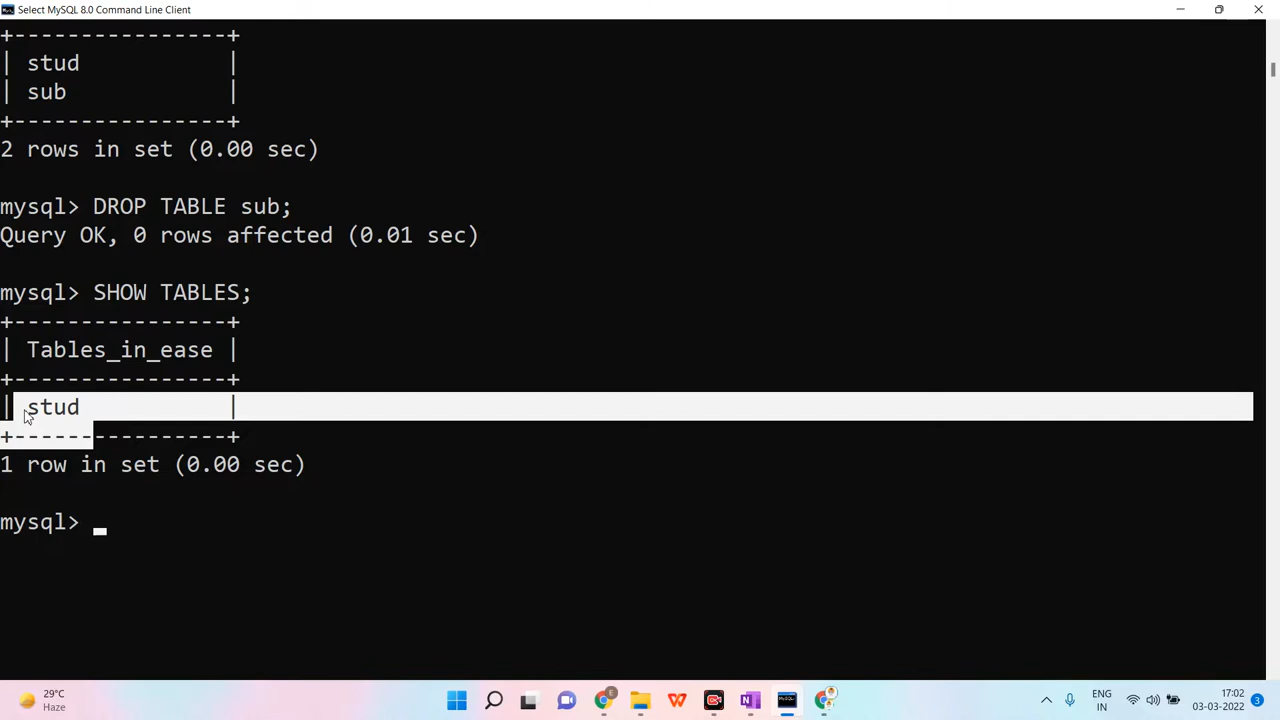 Select MySQL 8.0 Command Line Client
+----------------+
| stud           |
| sub            |
+----------------+
2 rows in set (0.00 sec)
mysql> DROP TABLE sub;
Query OK, 0 rows affected (0.01 sec)
mysql> SHOW TABLES;
+----------------+
| Tables_in_ease |
+----------------+
| stud           |
+----------------+
1 row in set (0.00 sec)
mysql> _
29°C
Haze
ENG
IN
17:02
03-03-2022
3